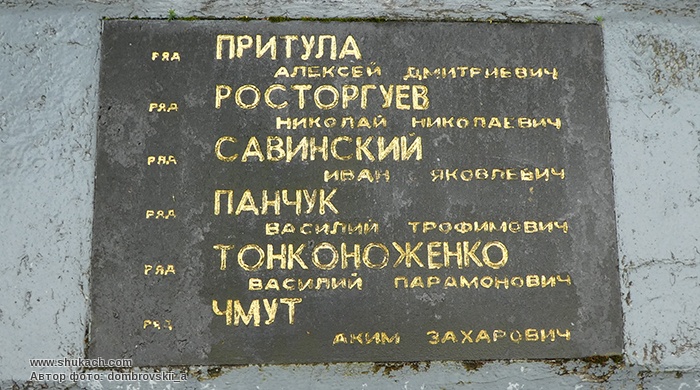 РЯД ПРИТУЛА
АЛЕКСЕЙ ДМИТРИЕВИЧ
РЯД РОСТОРГУЕВ
НИКОЛАЙ НИКОЛАЕВИЧ
РЯД САВИНСКИЙ
ИВАН ЯКОВЛЕВИЧ
РЯД ПАНЧУК
ВАСИЛИЙ ТРОФИМОВИЧ
РЯД ТОНКОНОЖЕНКО
ВАСИЛИЙ ПАРАМОНОВИЧ
РЯД ЧМУТ
АКИМ ЗАХАРОВИЧ
www.shukach.com
Автор фото: dombrovskii_a